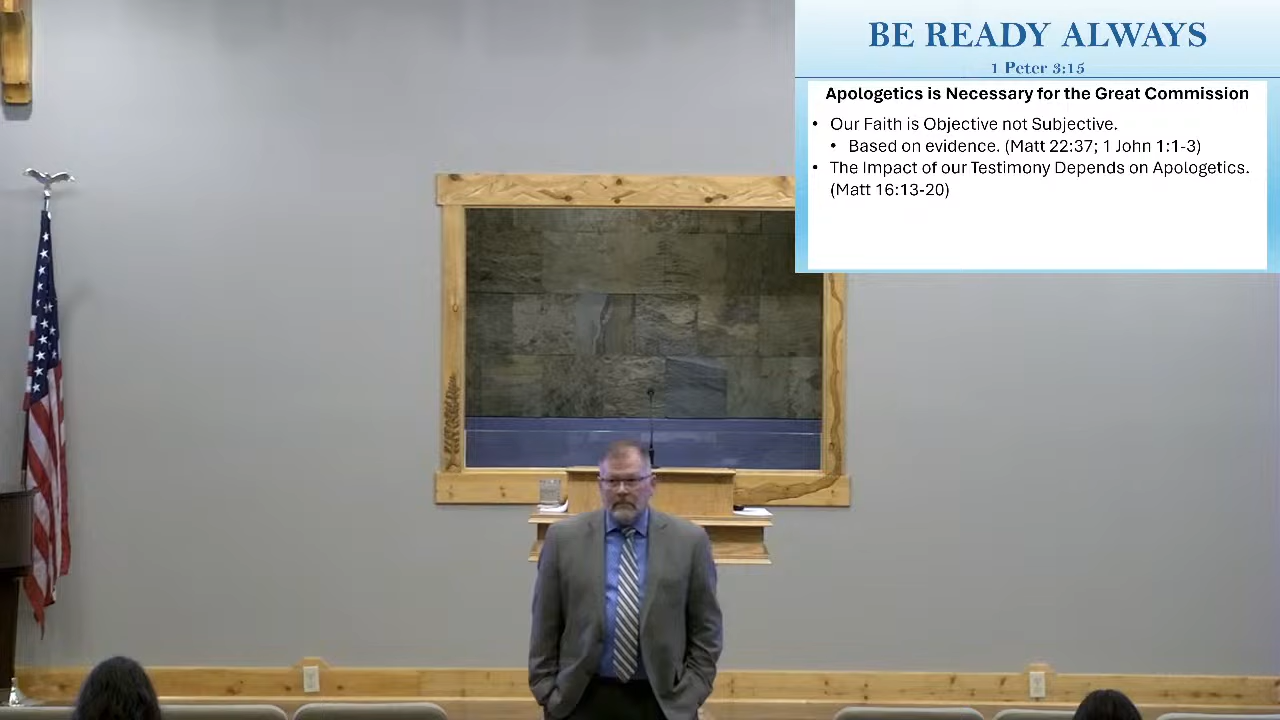 BE READY ALWAYS
1 Peter 3:15
Apologetics is Necessary for the Great Commission
• Our Faith is Objective not Subjective.
• Based on evidence. (Matt 22:37; 1 John 1:1-3)
• The Impact of our Testimony Depends on Apologetics.
(Matt 16:13-20)